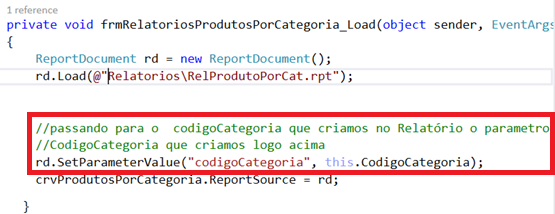 1 reference
private void frmRelatoriosProdutosPorCategoria_Load(object sender, EventArgs
{
ReportDocument rd = new ReportDocument();
rd.Load(@"Relatorios\RelProdutoPorCat.rpt");
//passando para o codigoCategoria que criamos no Relatório o parametro
//CodigoCategoria que criamos logo acima
rd.SetParameterValue("codigoCategoria", this.CodigoCategoria);
crvProdutrmsPorCategoria.ReportSource = rd;
}